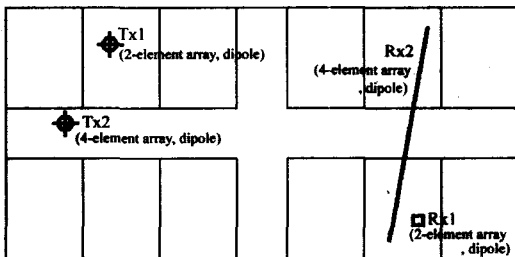 Tx1
(2-element array, dipole)
Rx2
(4-element array
, dipole)
Tx2
(4-element array, dipole)
Rx1
(2-element array
, dipole)